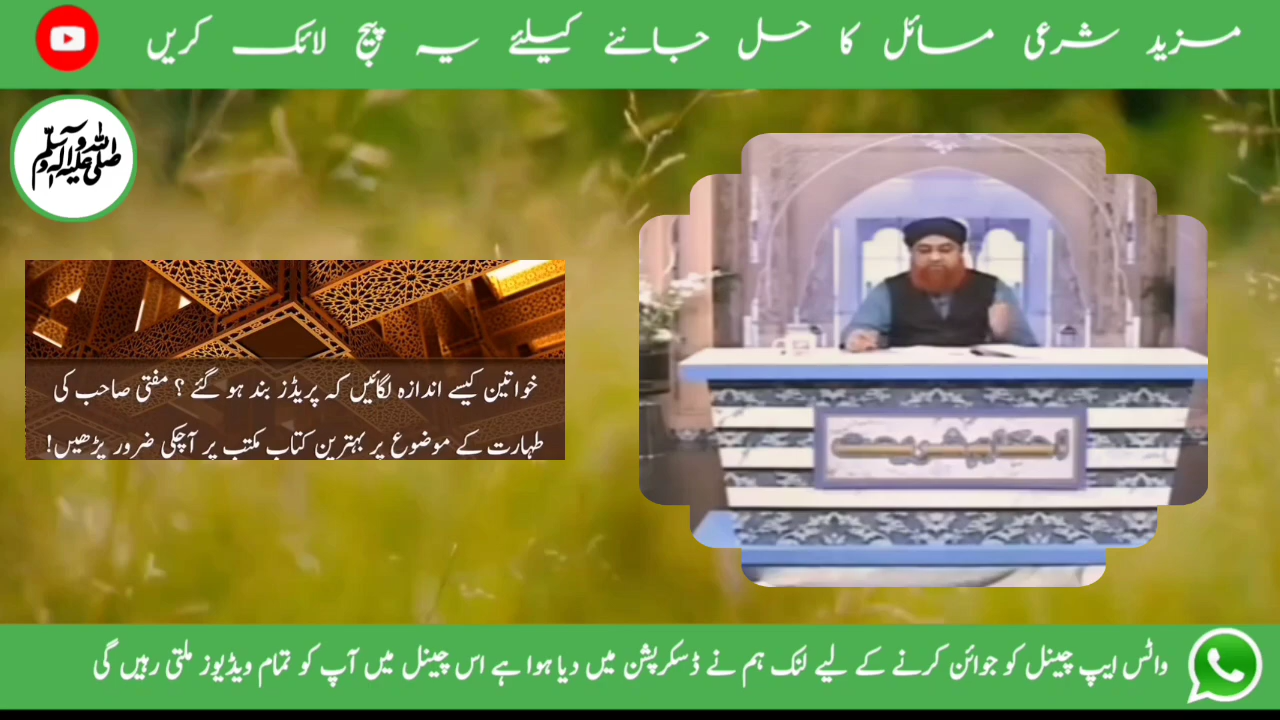 مزید شرعی مسائل کا حل جاننے کیلئے یہ پیج لائک کریں
صلی اللہ علیہ وآلہ وسلم
خواتین کیسے اندازہ لگائیں کہ پریڈز بند ہو گئے ؟ مفتی صاحب کی
طہارت کے موضوع پر بہترین کتاب مکتب پر آچکی ضرور پڑھیں!
احکام شریعت
واٹس ایپ چینل کو جوائن کرنے کے لیے لنک ہم نے ڈسکرپشن میں دیا ہوا ہے اس چینل میں آپ کو تمام ویڈیوز ملتی رہیں گی